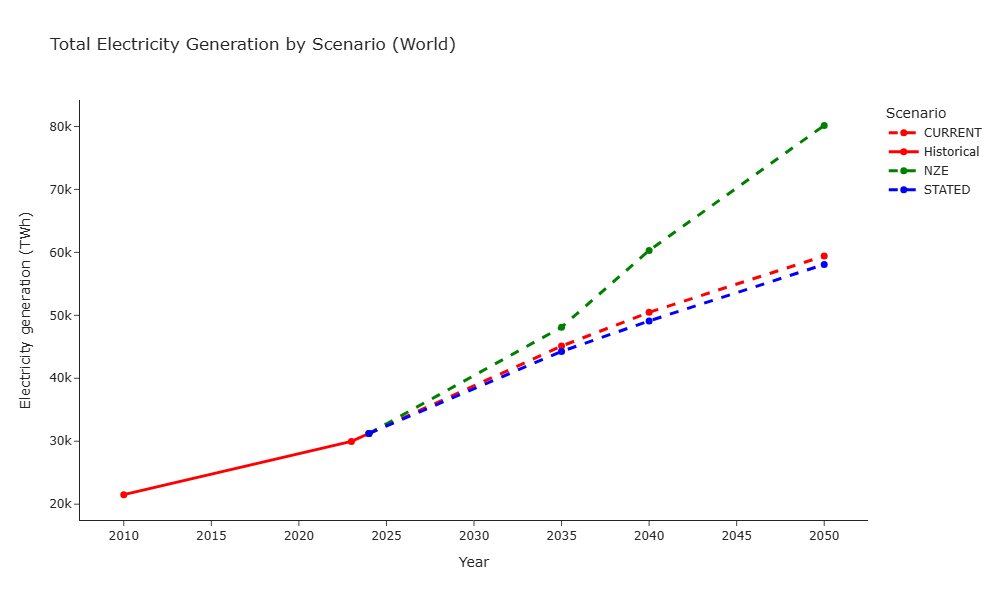 Total Electricity Generation by Scenario (World)
Scenario
CURRENT
Historical
NZE
STATED
Electricity generation (TWh)
80k
70k
60k
50k
40k
30k
20k
2010 2015 2020 2025 2030 2035 2040 2045 2050
Year